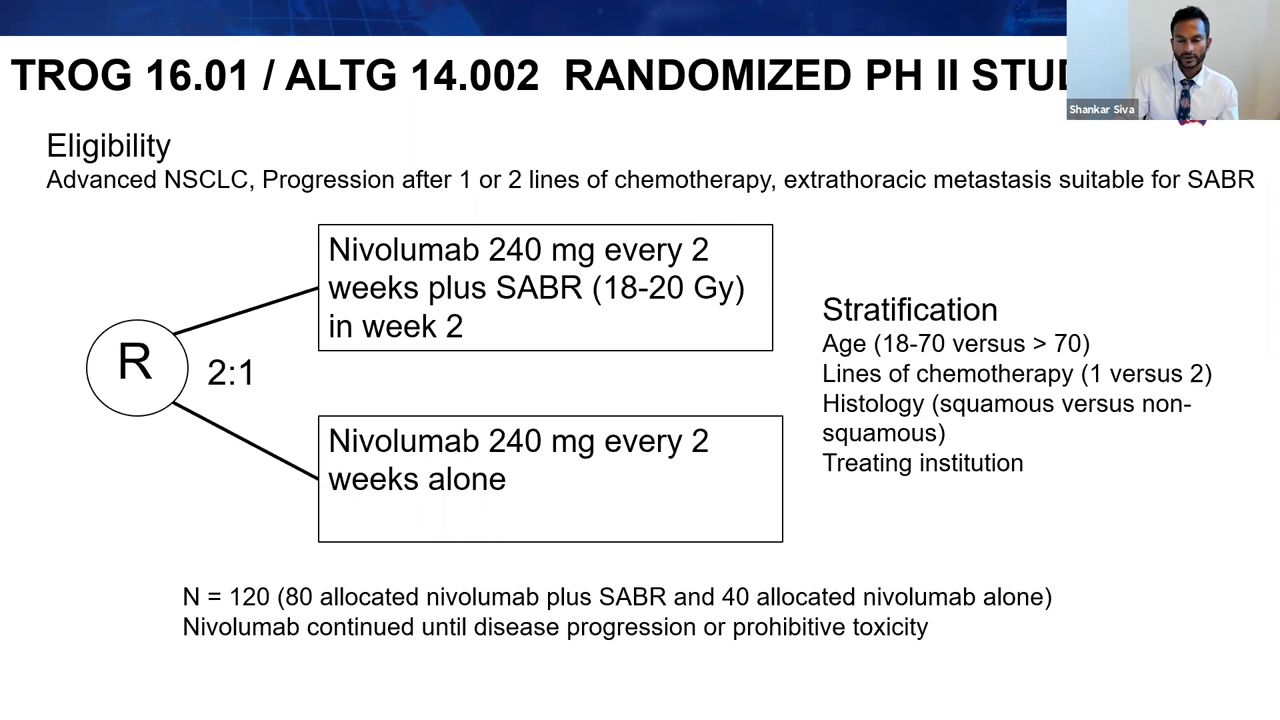 TROG 16.01 / ALTG 14.002 RANDOMIZED PH II
Shankar Siva
Eligibility
Advanced NSCLC, Progression after 1 or 2 lines of chemotherapy, extrathoracic metastasis suitable for SABR
Nivolumab 240 mg every 2
weeks plus SABR (18-20 Gy)
in week 2
R
2:1
Nivolumab 240 mg every 2
weeks alone
Stratification
Age (18-70 versus > 70)
Lines of chemotherapy (1 versus 2)
Histology (squamous versus non-
squamous)
Treating institution
N = 120 (80 allocated nivolumab plus SABR and 40 allocated nivolumab alone)
Nivolumab continued until disease progression or prohibitive toxicity